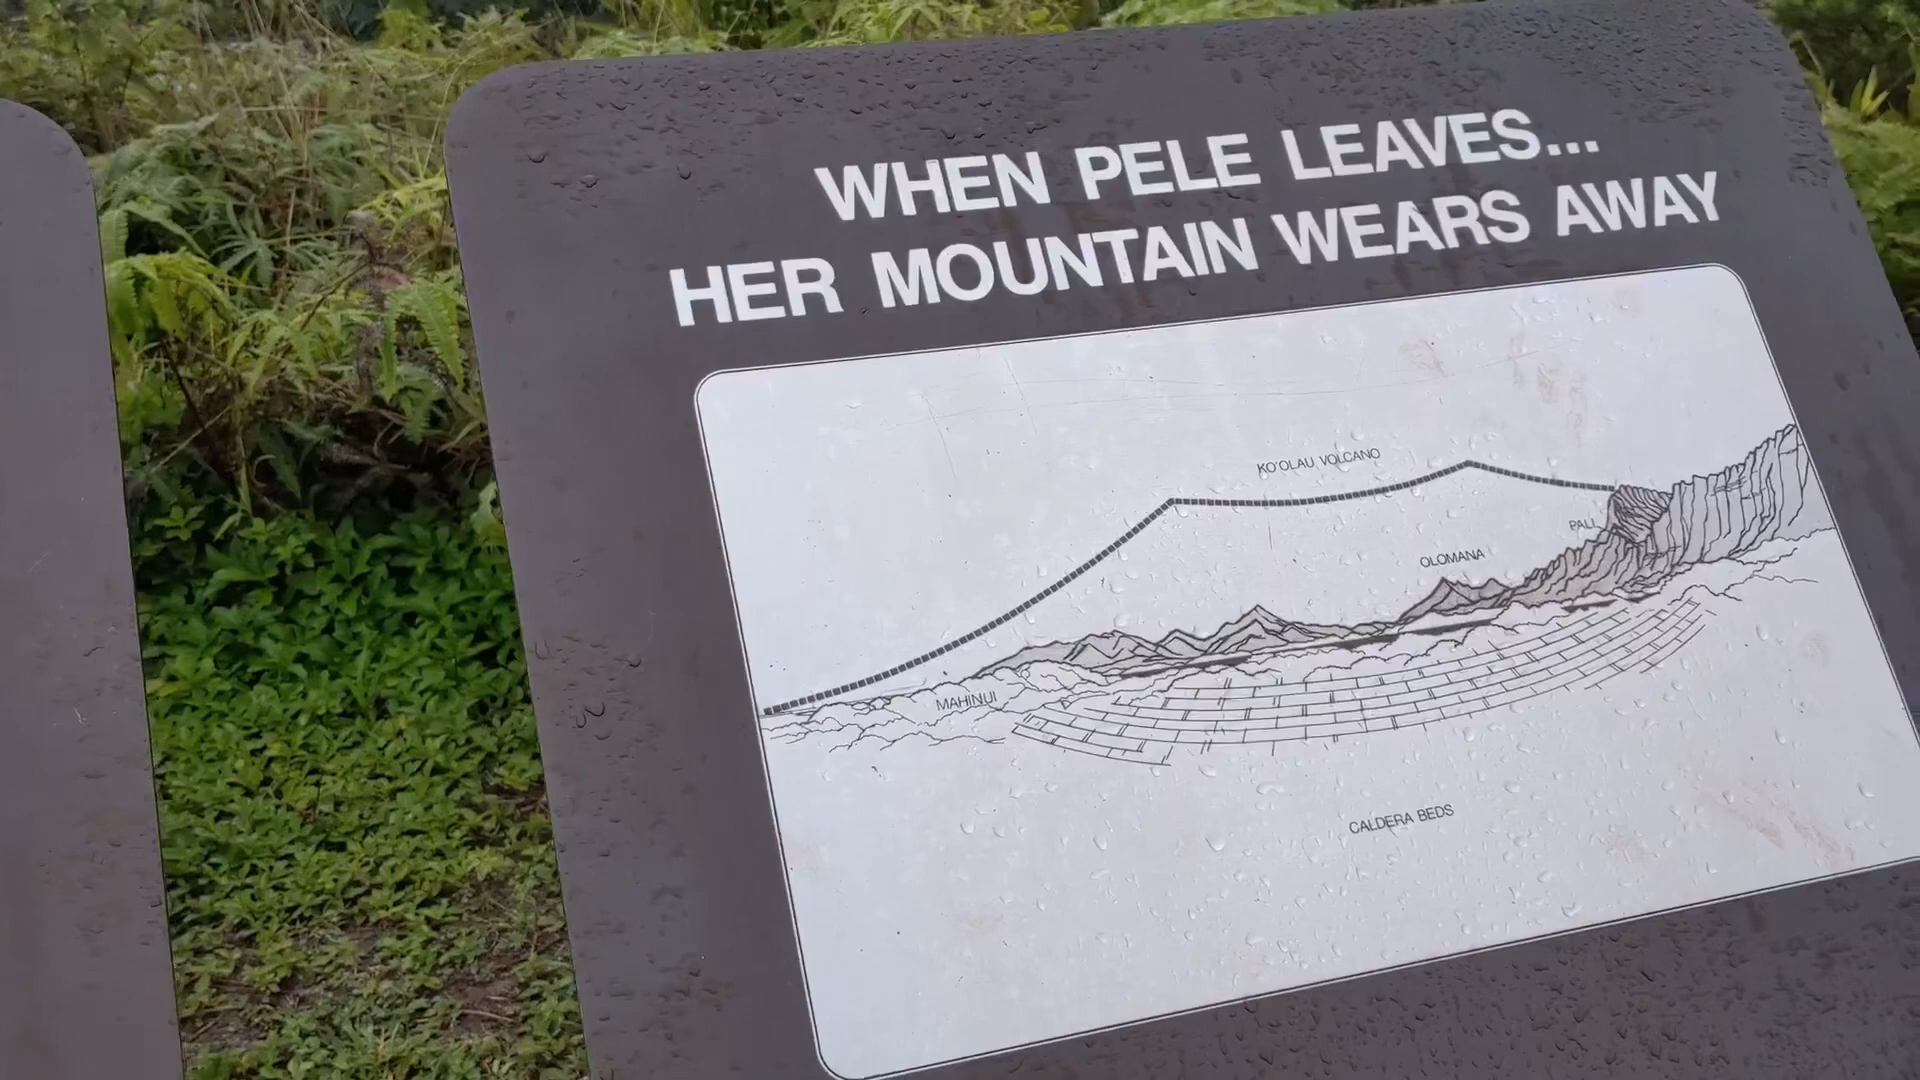 WHEN PELE LEAVES...
HER MOUNTAIN WEARS AWAY
KO'OLAU VOLCANO
PALI
OLOMANA
MAHINUI
CALDERA BEDS